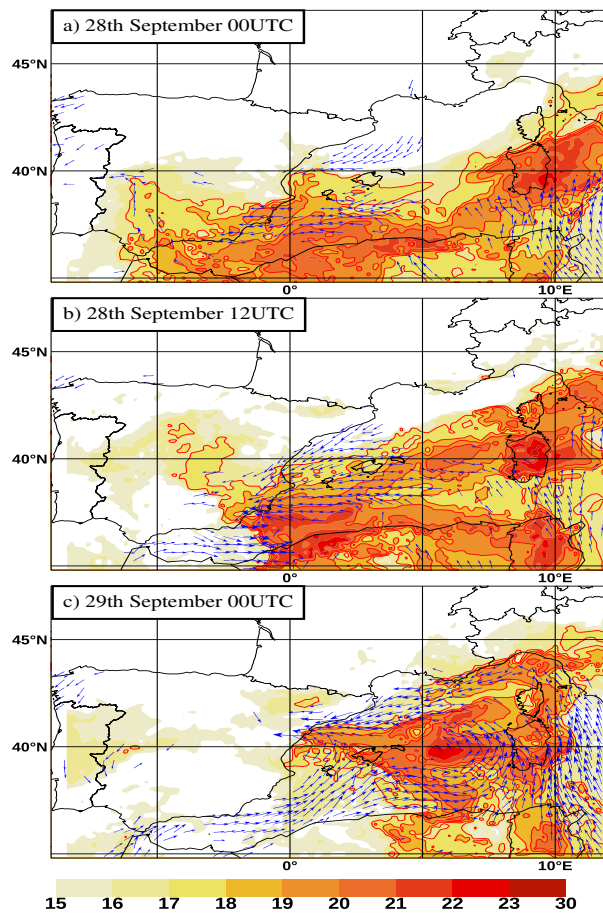 a) 28th September 00UTC
45°N
40°N
0°
10°E
b) 28th September 12UTC
45°N
40°N
0°
10°E
c) 29th September 00UTC
45°N
40°N
0°
10°E
15 16 17 18 19 20 21 22 23 30